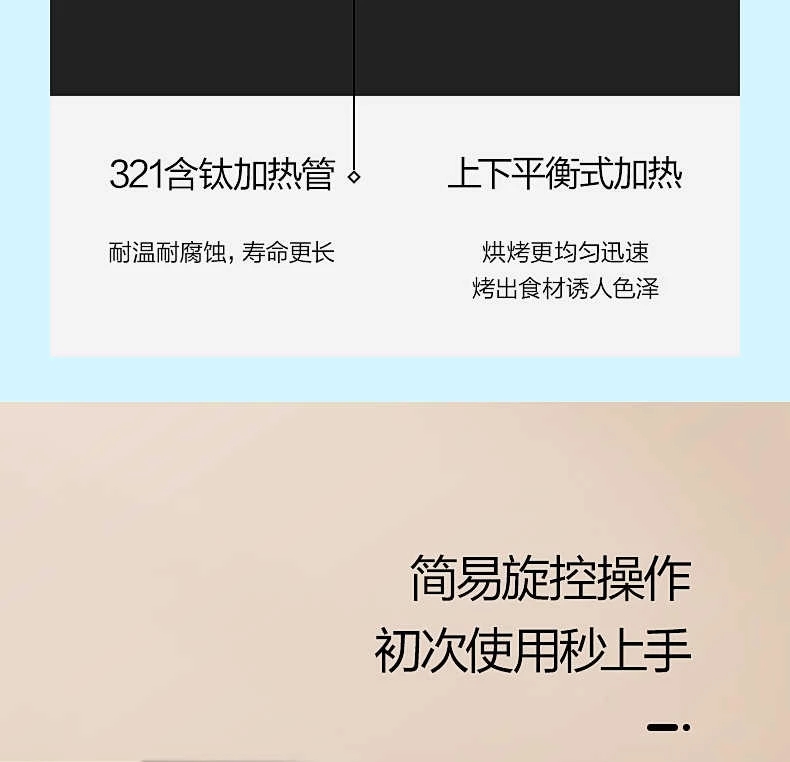 321含钛加热管
耐温耐腐蚀，寿命更长
上下平衡式加热
烘烤更均匀迅速
烤出食材诱人色泽
简易旋控操作
初次使用秒上手